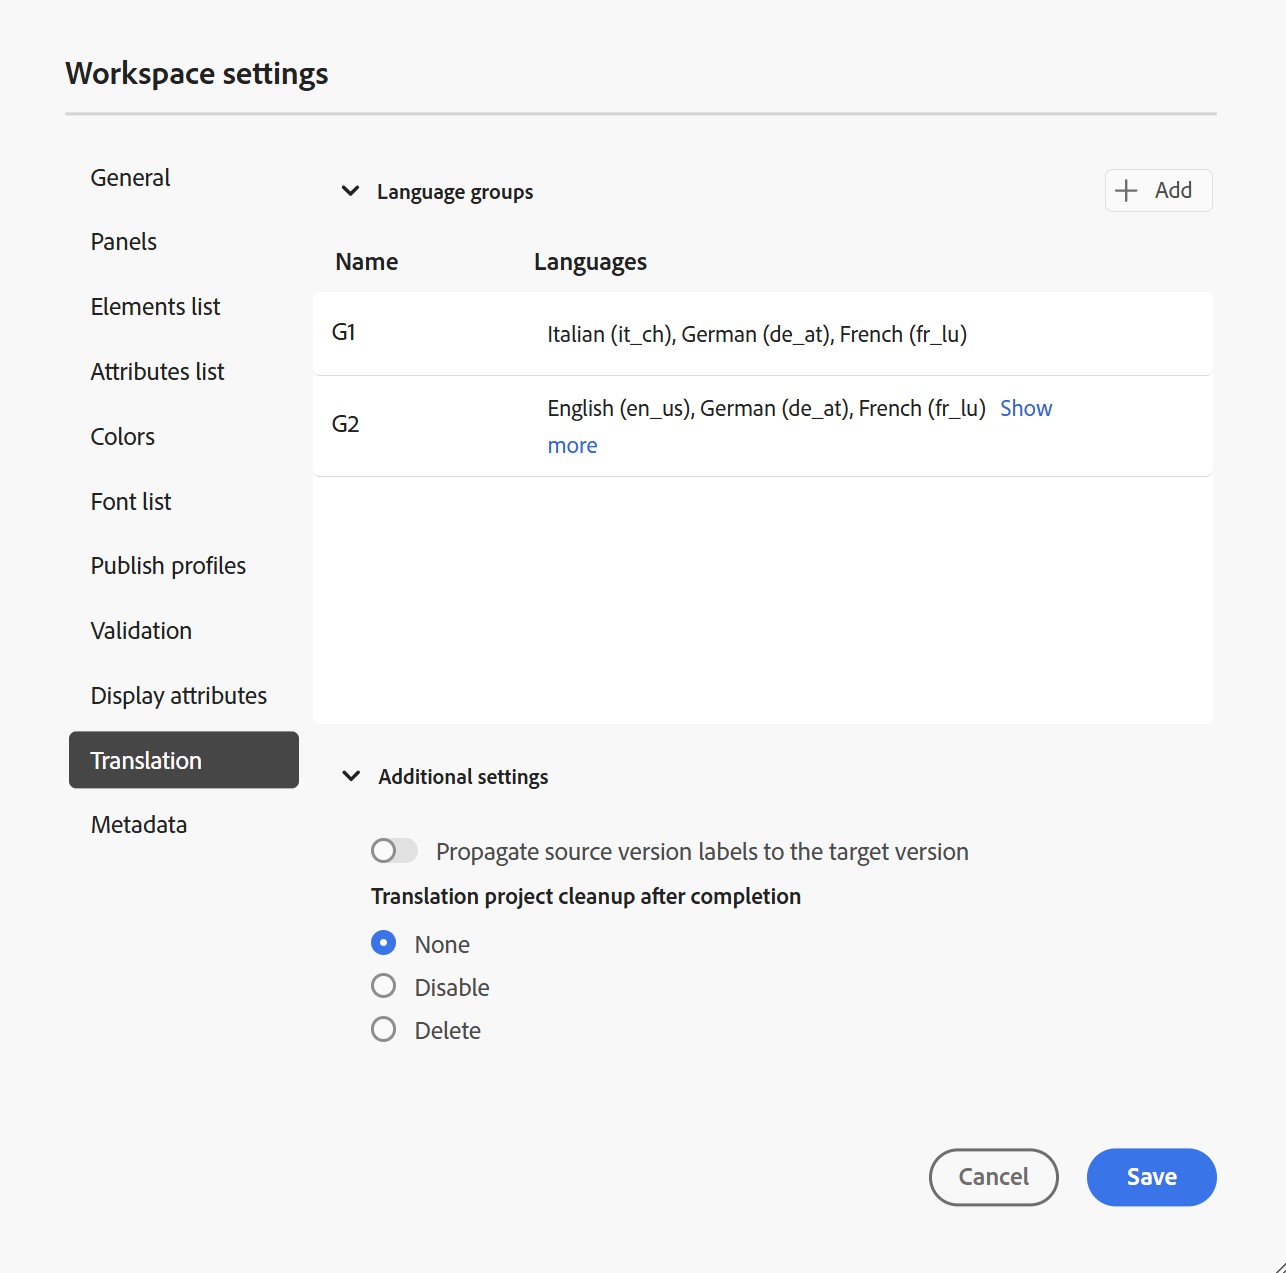 Workspace settings
General
Panels
Elements list
Attributes list
Colors
Font list
Publish profiles
Validation
Display attributes
Translation
Metadata
Language groups
Add
Name Languages
G1 Italian (it_ch), German (de_at), French (fr_lu)
G2 English (en_us), German (de_at), French (fr_lu) Show
more
Additional settings
Propagate source version labels to the target version
Translation project cleanup after completion
None
Disable
Delete
Cancel Save